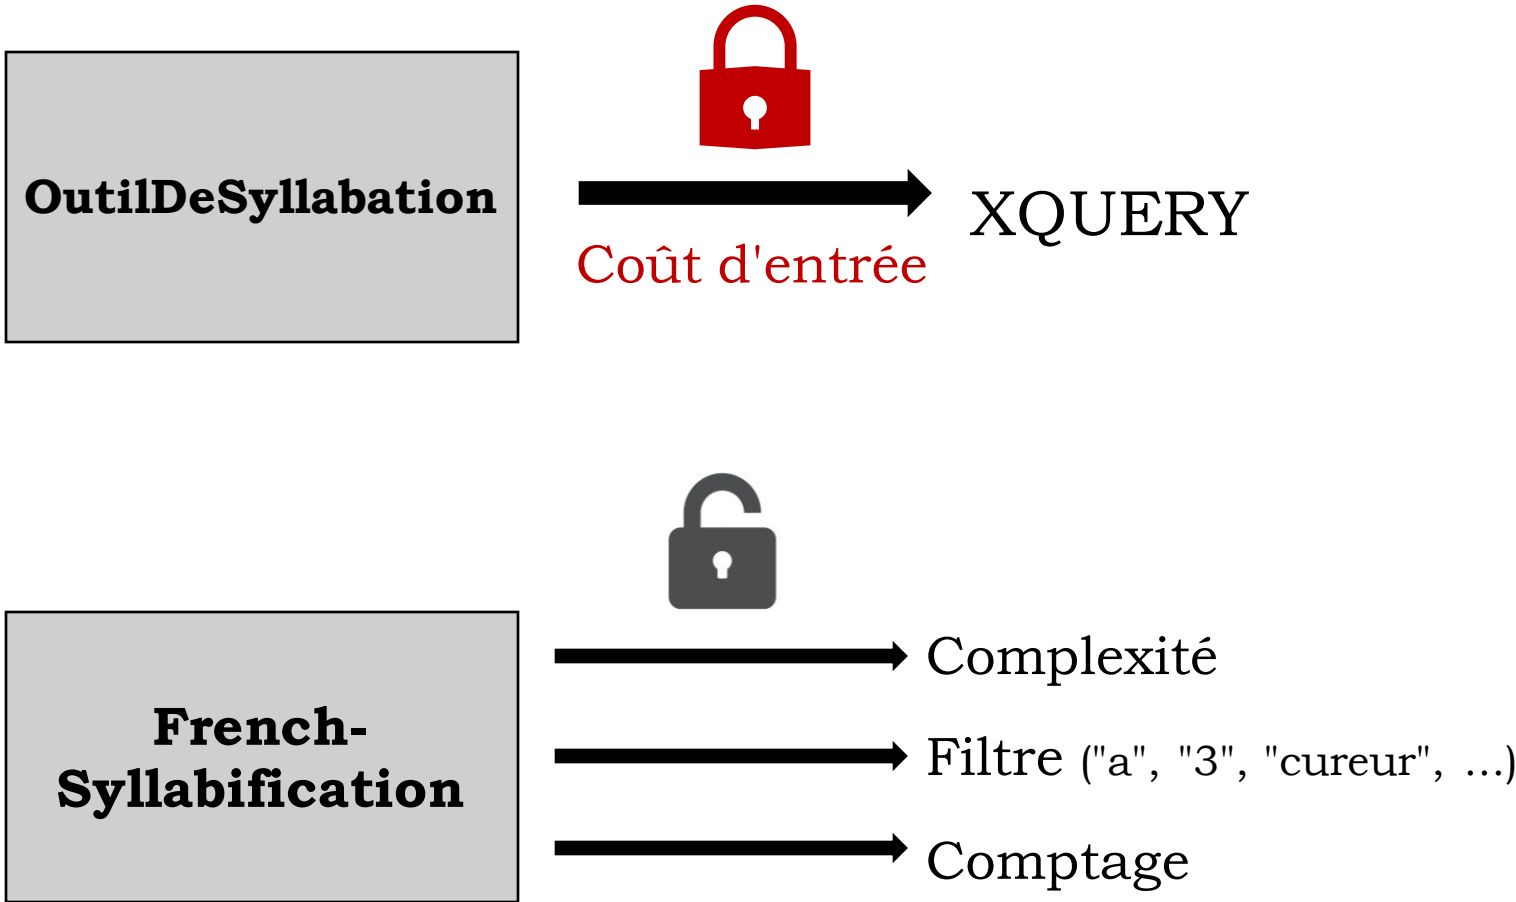 OutilDeSyllabation
XQUERY
Coût d'entrée
French-
Syllabification
Complexité
Filtre ("a", "3", "cureur", ...)
Comptage